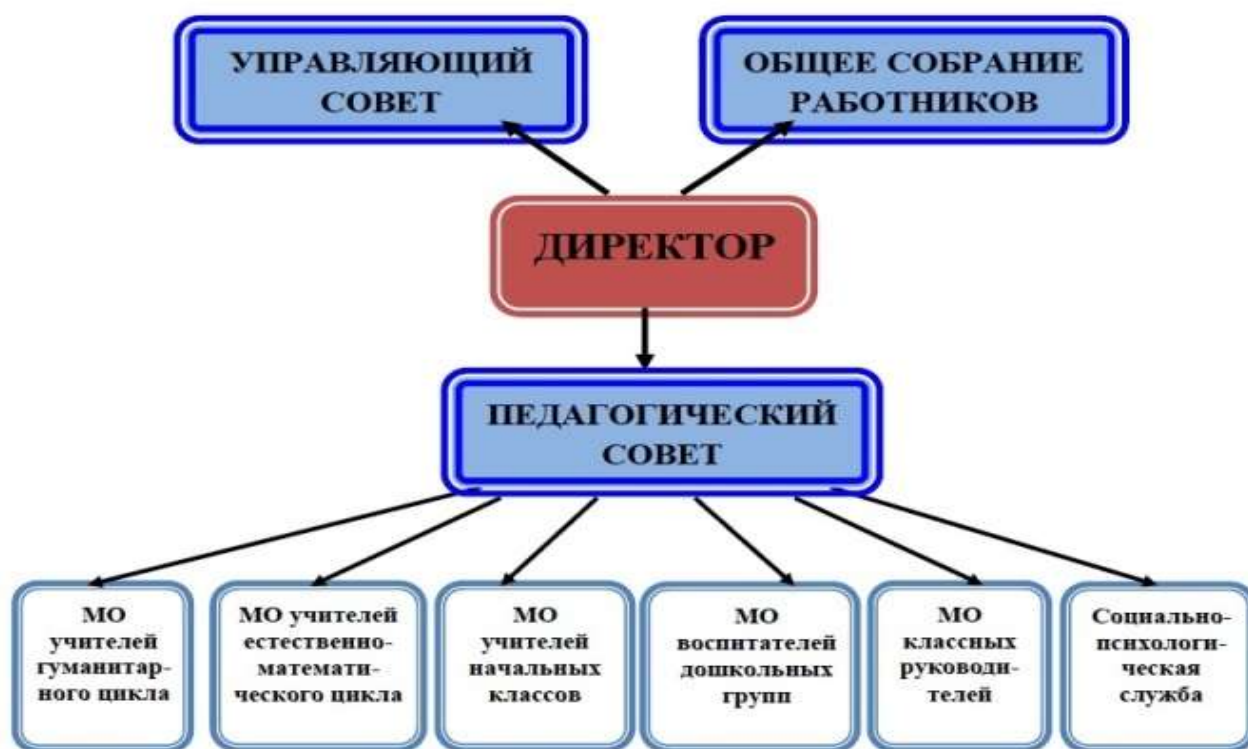 УПРАВЛЯЮЩИЙ
СОВЕТ
ОБЩЕЕ СОБРАНИЕ
РАБОТНИКОВ
ДИРЕКТОР
ПЕДАГОГИЧЕСКИЙ
СОВЕТ
МО
учителей
гуманитар-
ного цикла
МО учителей
естественно-
математи-
ческого цикла
МО
учителей
начальных
классов
МО
воспитателей
дошкольных
групп
МО
классных
руководи-
телей
Социально-
психологи-
ческая
служба